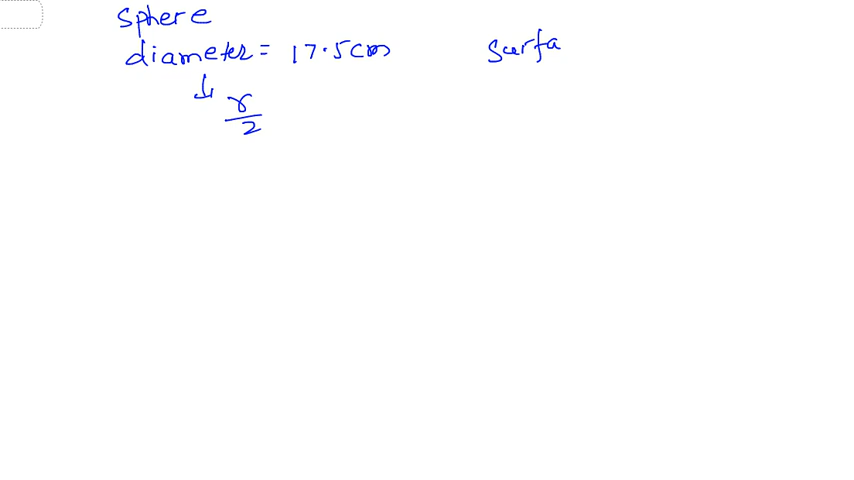 sphere
diameter = 17.5cm
↓ r/2
surfa